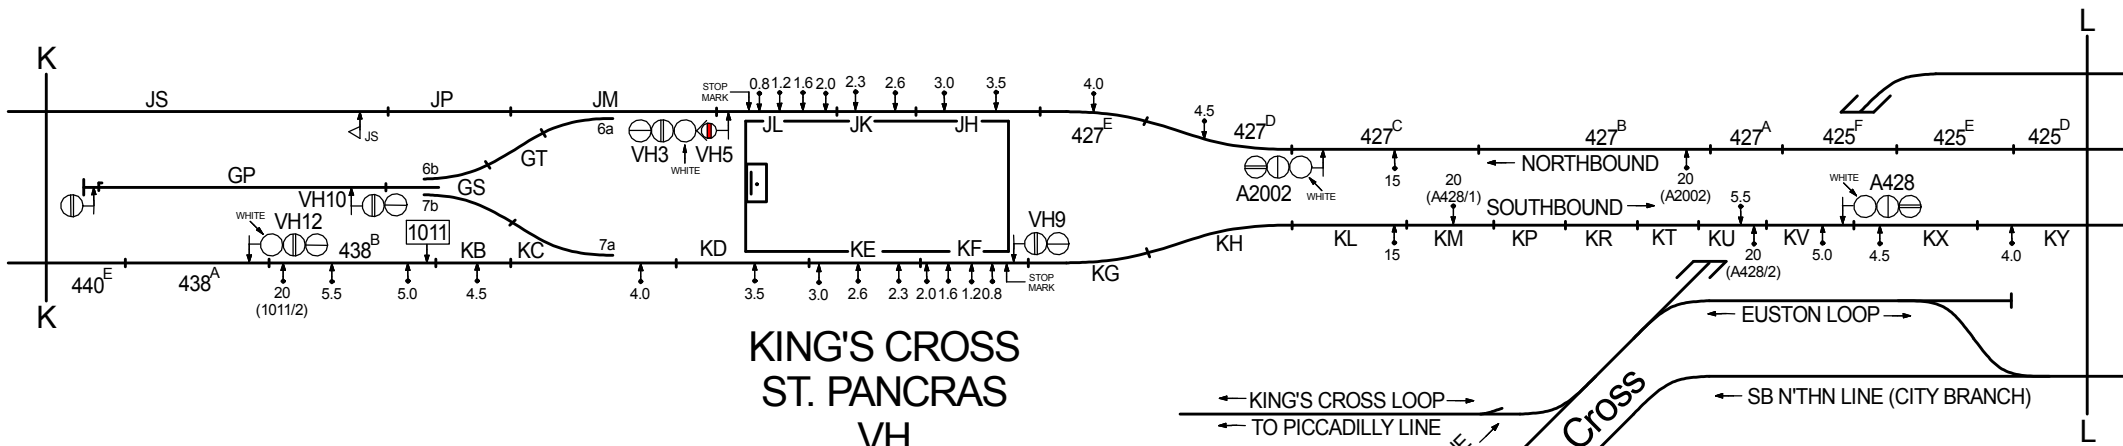 K
L
JS
JP
JM
STOP
MARK
0.8
1.2
1.6
2.0
2.3
2.6
3.0
3.5
4.0
4.5
JS
6a
VH3
VH5
WHITE
JL
JK
JH
427E
427D
427C
427B
427A
425F
425E
425D
NORTHBOUND
15
20
(A2002)
A2002
WHITE
GP
6b
GS
GT
7b
VH10
WHITE
VH12
438B
1011
7a
VH9
20
(A428/1)
SOUTHBOUND
5.5
WHITE
A428
440E
438A
20
(1011/2)
5.5
5.0
KB
4.5
KC
4.0
KD
3.5
KE
3.0
2.6
2.3
KF
2.0
1.6
1.2
0.8
STOP
MARK
KG
KH
KL
15
KM
KP
KR
KT
KU
20
(A428/2)
KV
5.0
4.5
KX
4.0
KY
K
KING'S CROSS
ST. PANCRAS
VH
EUSTON LOOP
KING'S CROSS LOOP
TO PICCADILLY LINE
Cross
SB N'THN LINE (CITY BRANCH)
L